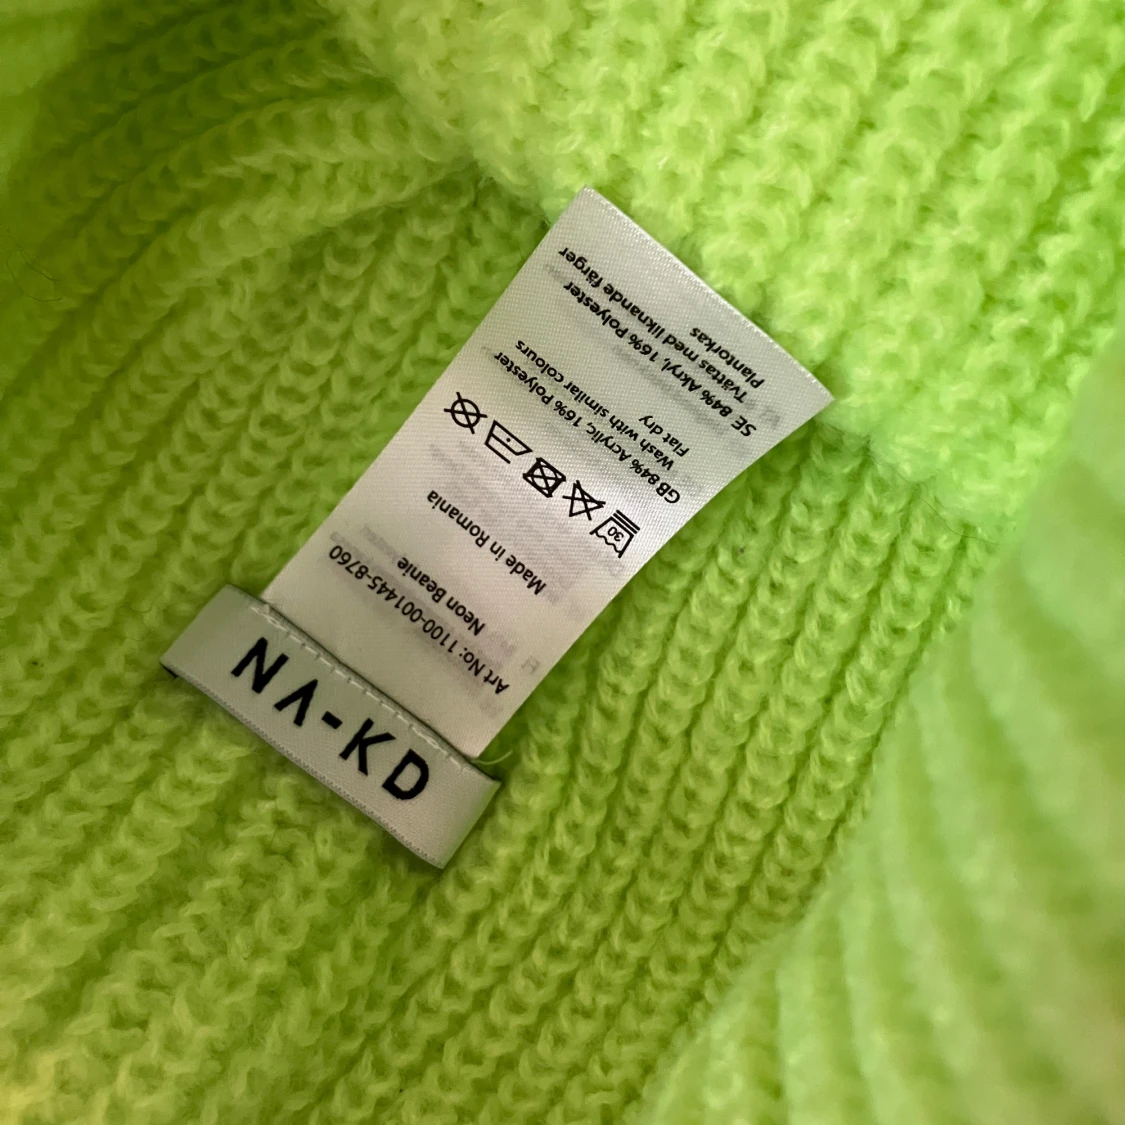 NA-KD
Art No: 1100-001445-8760
Neon Beanie
Made in Romania
30
GB 84% Acrylic, 16% Polyester
Wash with similar colours
Flat dry
SE 84% Akryl, 16% Polyester
Tvättas med liknande färger
Plantorkas